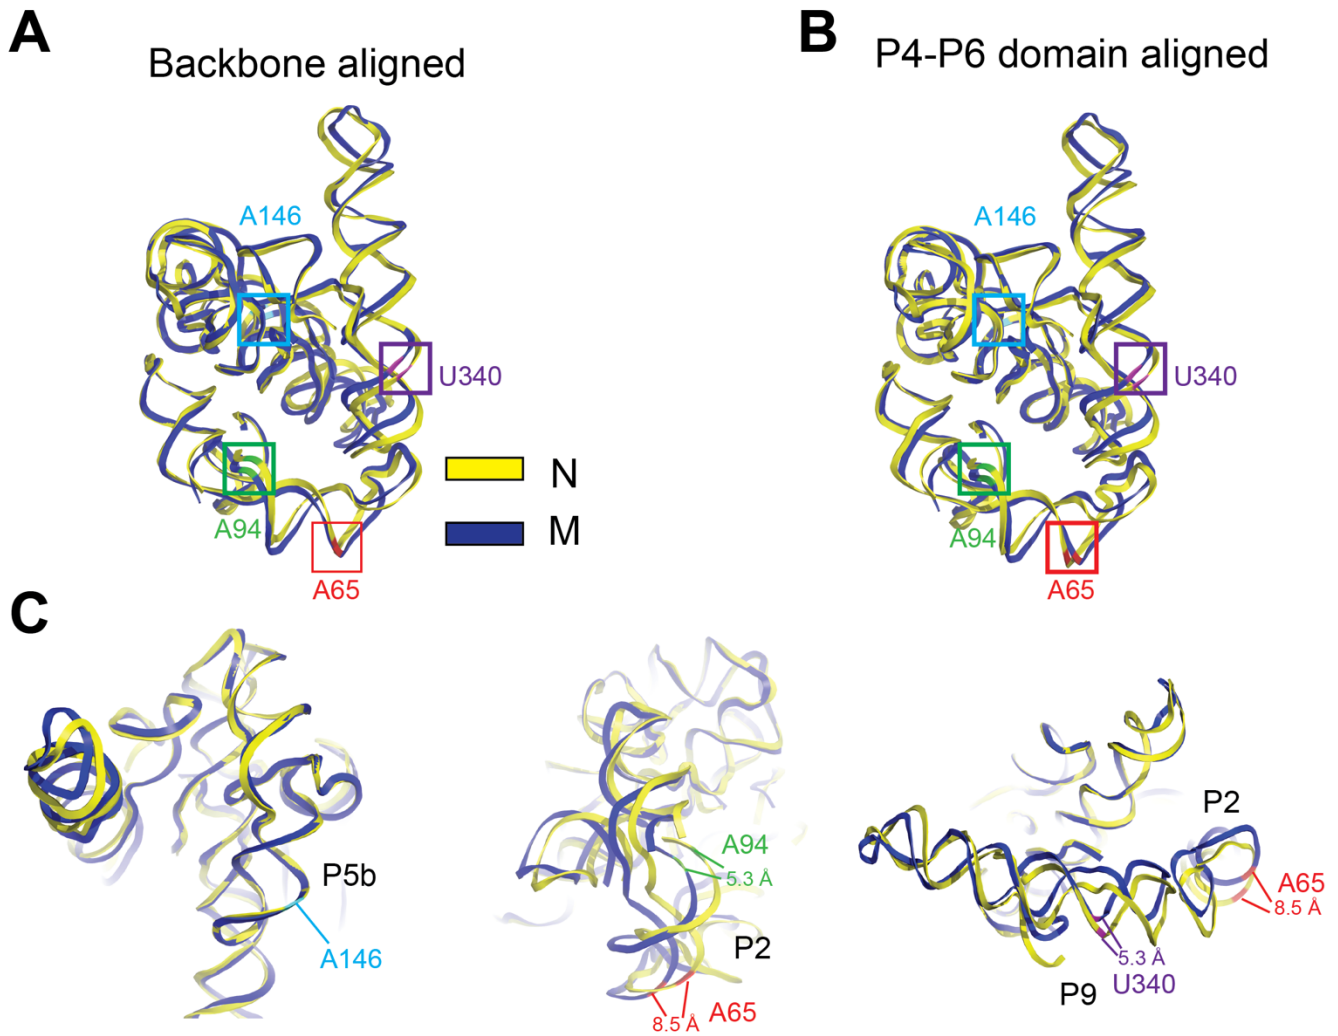 A
Backbone aligned
B
P4-P6 domain aligned
A146
A146
U340
U340
N
M
A94
A94
A65
A65
C
P5b
A146
A94
5.3 Å
P2
A65
8.5 Å
P2
A65
8.5 Å
5.3 Å
U340
P9